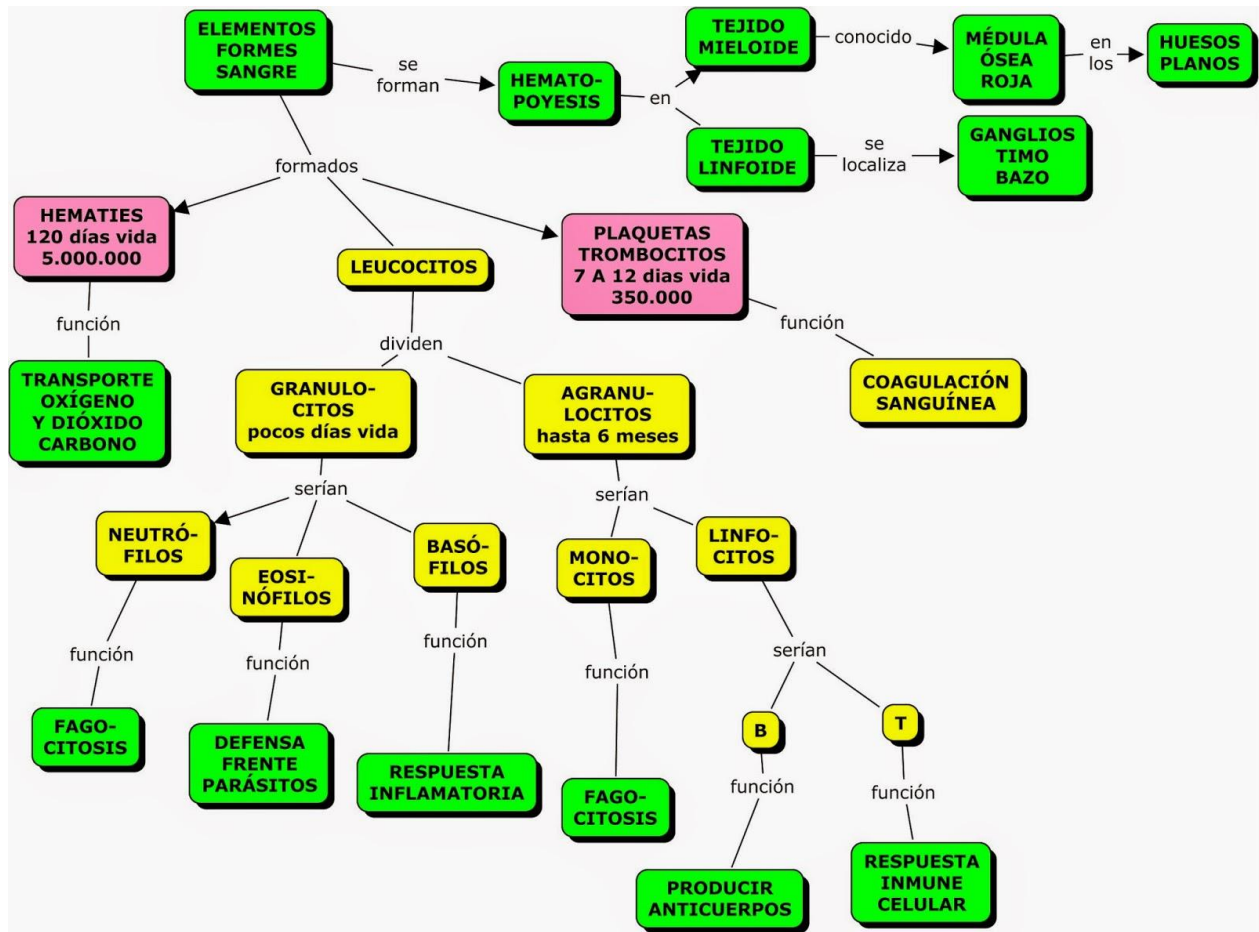 ELEMENTOS
FORMES
SANGRE
se
forman
HEMATO-
POYESIS
en
TEJIDO
MIELOIDE
conocido
MÉDULA
ÓSEA
ROJA
en
los
HUESOS
PLANOS
TEJIDO
LINFOIDE
se
localiza
GANGLIOS
TIMO
BAZO
formados
HEMATIES
120 días vida
5.000.000
función
TRANSPORTE
OXÍGENO
Y DIÓXIDO
CARBONO
LEUCOCITOS
PLAQUETAS
TROMBOCITOS
7 A 12 dias vida
350.000
función
COAGULACIÓN
SANGUÍNEA
dividen
GRANULO-
CITOS
pocos días vida
AGRANU-
LOCITOS
hasta 6 meses
serían
NEUTRÓ-
FILOS
EOSI-
NÓFILOS
BASÓ-
FILOS
función
FAGO-
CITOSIS
función
DEFENSA
FRENTE
PARÁSITOS
función
RESPUESTA
INFLAMATORIA
serían
MONO-
CITOS
LINFO-
CITOS
función
FAGO-
CITOSIS
serían
B
T
función
PRODUCIR
ANTICUERPOS
función
RESPUESTA
INMUNE
CELULAR